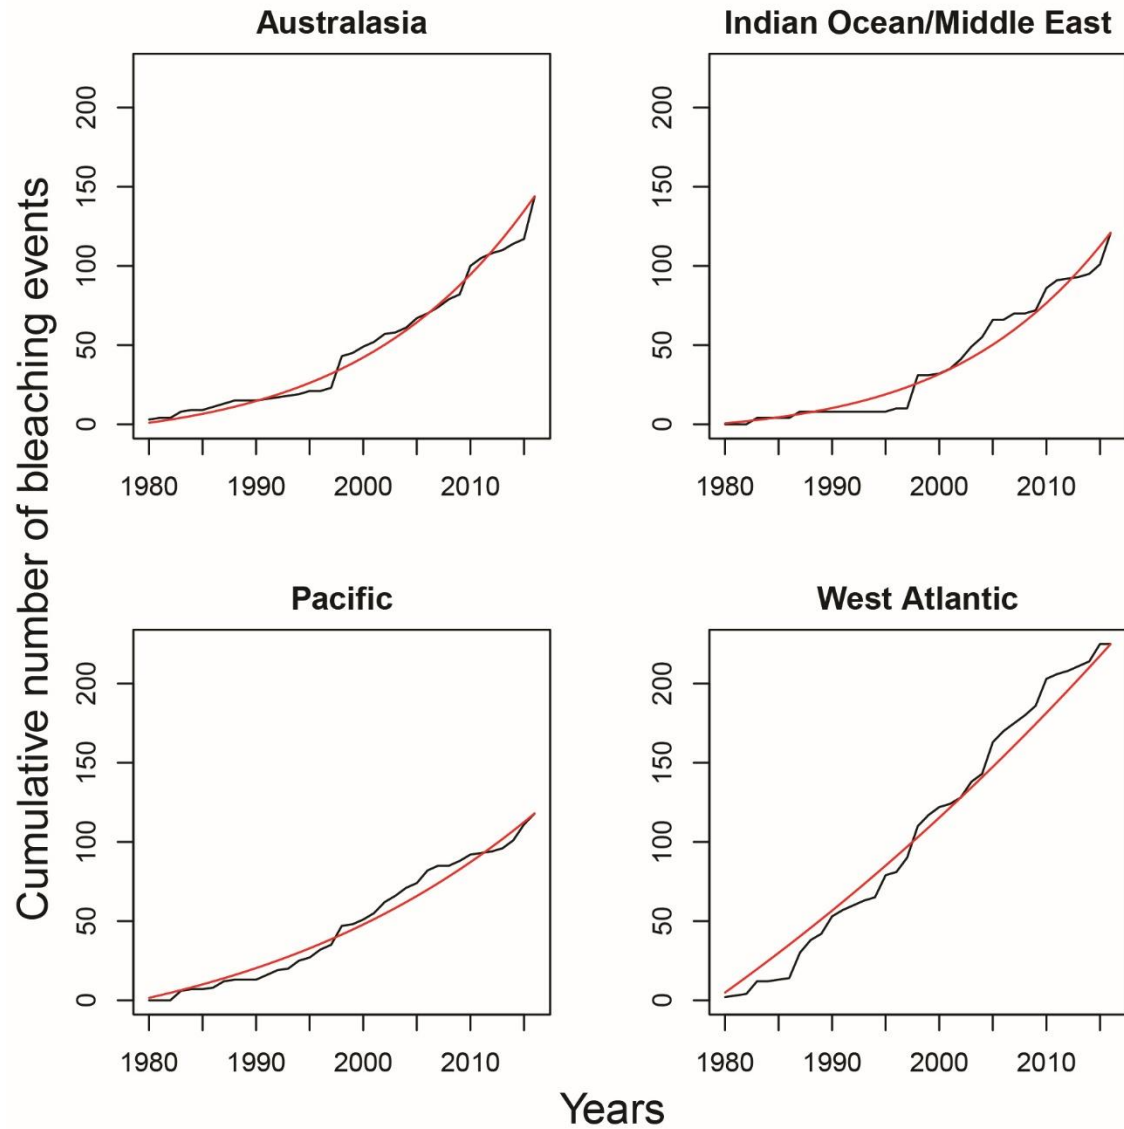 Australasia
Indian Ocean/Middle East
200
150
100
50
0
1980 1990 2000 2010
200
150
100
50
0
1980 1990 2000 2010
Cumulative number of bleaching events
Pacific
West Atlantic
200
150
100
50
0
1980 1990 2000 2010
200
150
100
50
0
1980 1990 2000 2010
Years